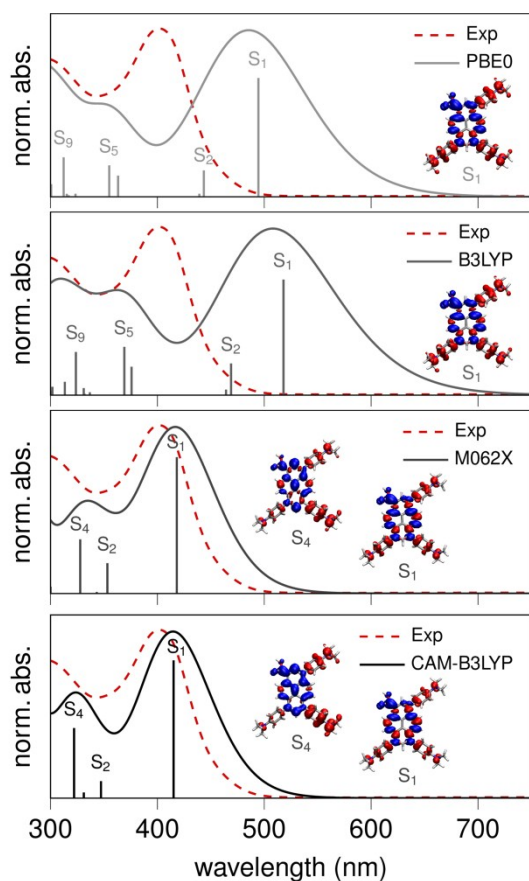 norm. abs.
Exp
PBE0
S1
S9
S5
S2
S1
norm. abs.
Exp
B3LYP
S1
S9
S5
S2
S1
norm. abs.
Exp
M062X
S1
S4
S2
S4
S1
norm. abs.
Exp
CAM-B3LYP
S1
S4
S2
S4
S1
300 400 500 600 700
wavelength (nm)